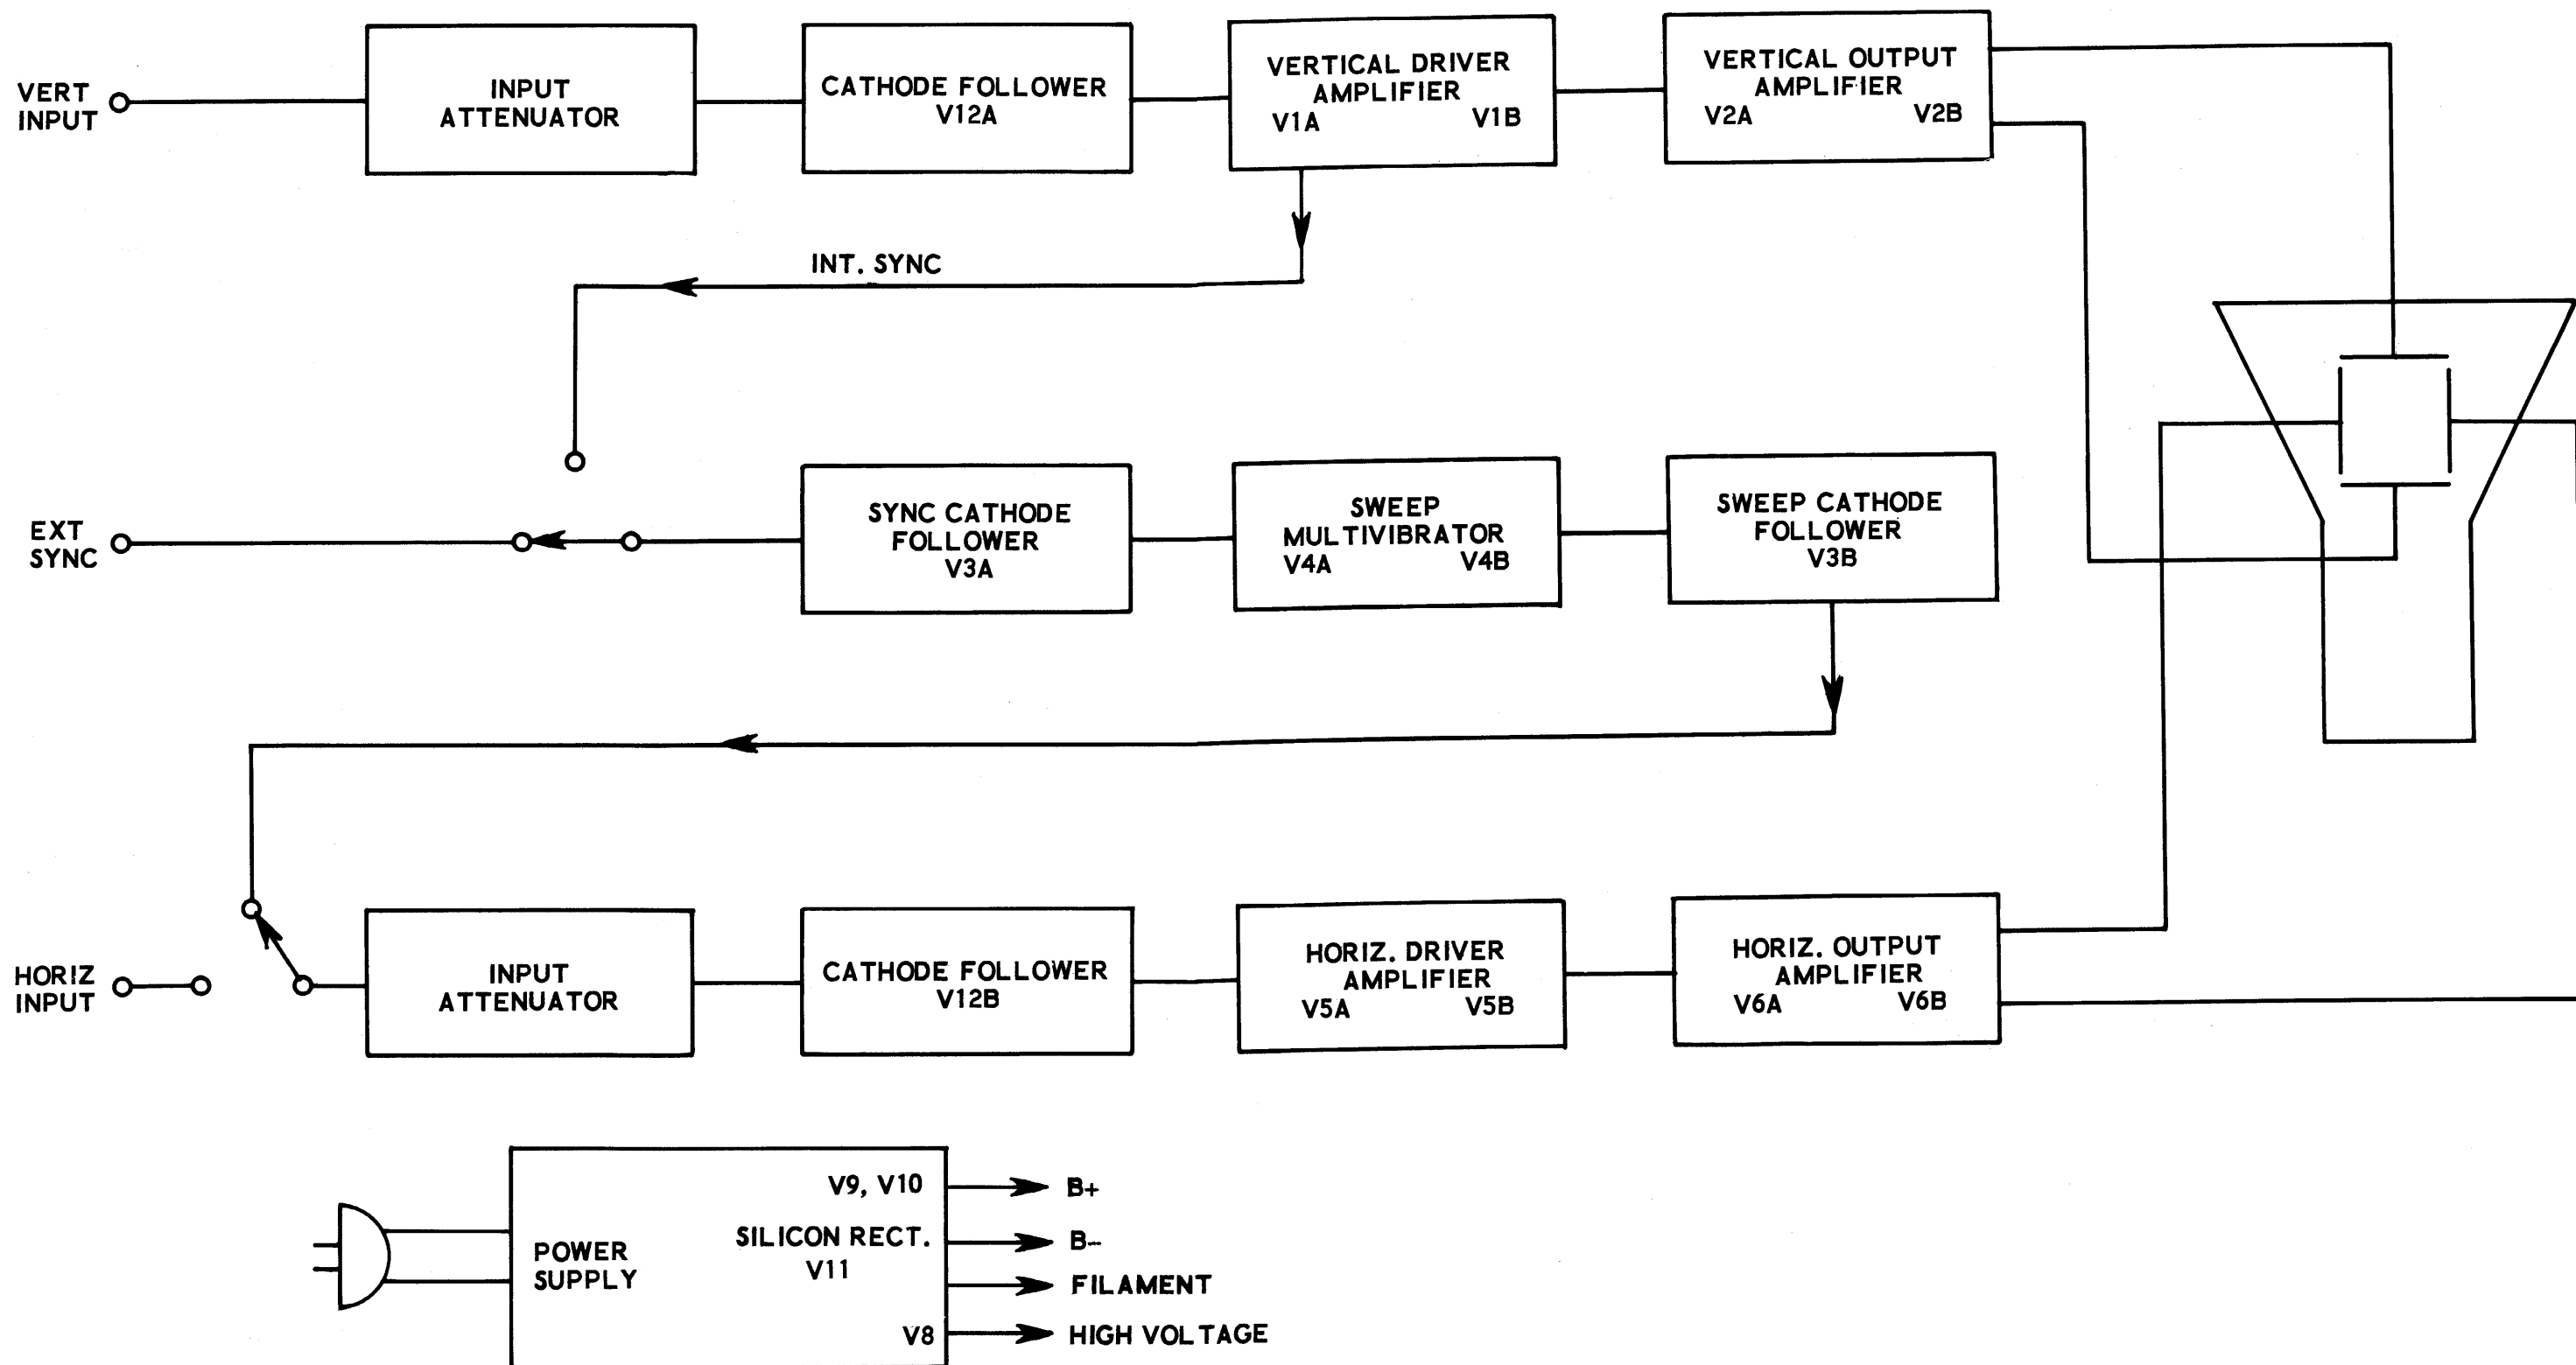 VERT
INPUT
INPUT
ATTENUATOR
CATHODE FOLLOWER
V12A
VERTICAL DRIVER
AMPLIFIER
V1A V1B
VERTICAL OUTPUT
AMPLIFIER
V2A V2B
INT. SYNC
EXT
SYNC
SYNC CATHODE
FOLLOWER
V3A
SWEEP
MULTIVIBRATOR
V4A V4B
SWEEP CATHODE
FOLLOWER
V3B
HORIZ
INPUT
INPUT
ATTENUATOR
CATHODE FOLLOWER
V12B
HORIZ. DRIVER
AMPLIFIER
V5A V5B
HORIZ. OUTPUT
AMPLIFIER
V6A V6B
POWER
SUPPLY
V9, V10
SILICON RECT.
V11
V8
B+
B-
FILAMENT
HIGH VOLTAGE